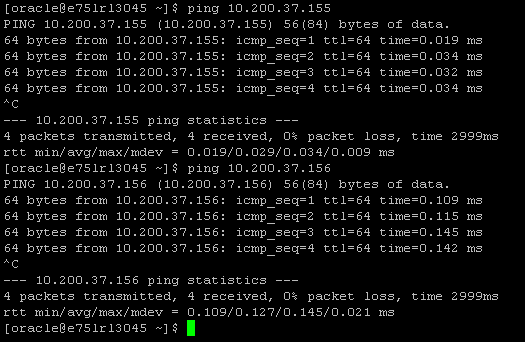 [oracle@e75lrl3045 ~]$ ping 10.200.37.155
PING 10.200.37.155 (10.200.37.155) 56(84) bytes of data.
64 bytes from 10.200.37.155: icmp_seq=1 ttl=64 time=0.019 ms
64 bytes from 10.200.37.155: icmp_seq=2 ttl=64 time=0.034 ms
64 bytes from 10.200.37.155: icmp_seq=3 ttl=64 time=0.032 ms
64 bytes from 10.200.37.155: icmp_seq=4 ttl=64 time=0.034 ms
^C
--- 10.200.37.155 ping statistics ---
4 packets transmitted, 4 received, 0% packet loss, time 2999ms
rtt min/avg/max/mdev = 0.019/0.029/0.034/0.009 ms
[oracle@e75lrl3045 ~]$ ping 10.200.37.156
PING 10.200.37.156 (10.200.37.156) 56(84) bytes of data.
64 bytes from 10.200.37.156: icmp_seq=1 ttl=64 time=0.109 ms
64 bytes from 10.200.37.156: icmp_seq=2 ttl=64 time=0.115 ms
64 bytes from 10.200.37.156: icmp_seq=3 ttl=64 time=0.145 ms
64 bytes from 10.200.37.156: icmp_seq=4 ttl=64 time=0.142 ms
^C
--- 10.200.37.156 ping statistics ---
4 packets transmitted, 4 received, 0% packet loss, time 2999ms
rtt min/avg/max/mdev = 0.109/0.127/0.145/0.021 ms
[oracle@e75lrl3045 ~]$